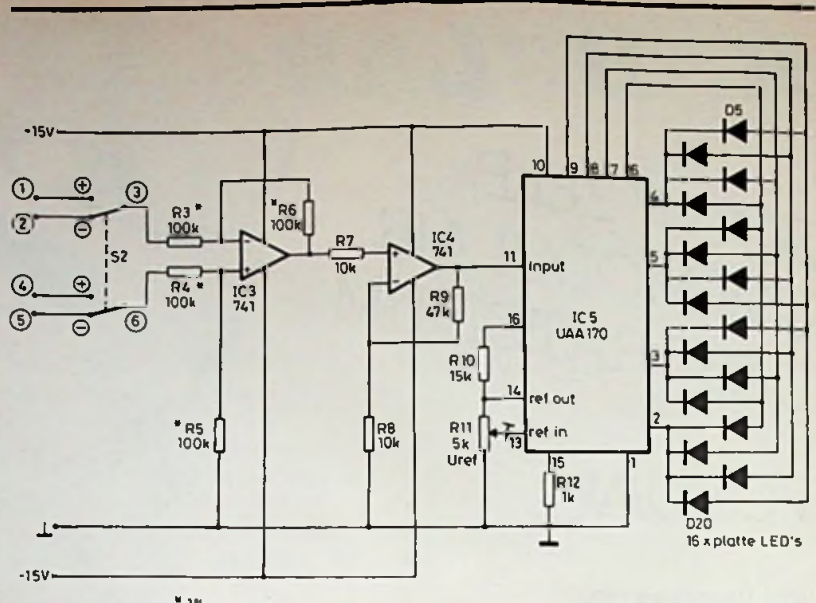 -15V
① ⊕ ③
② ⊖
S2
④ ⊕
⑤ ⊖ ⑥
R3*
100k
R4
100k *
*R5
100k
*R6
100k
IC3
741
R7
10k
IC4
741
R9
47k
R8
10k
R10
15k
R11
5k
Uref
R12
1k
10 9 8 7 6
11 input
16
14 ref out
13 ref in
15 1
IC5
UAA170
4
5
3
2
D5
D20
16 x platte LED's
-15V